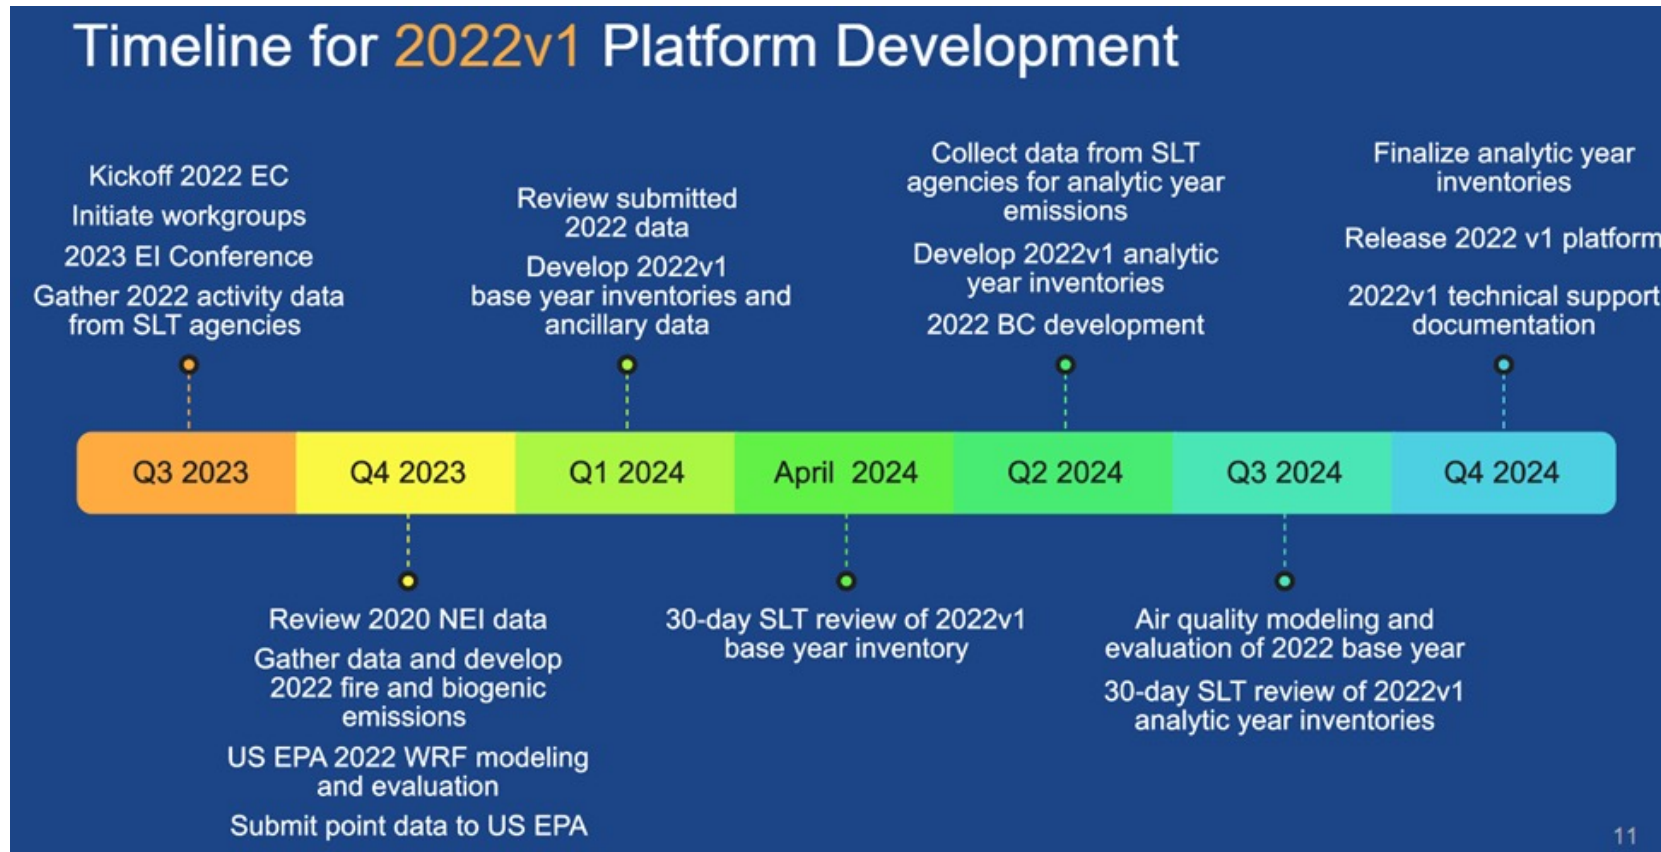 Timeline for 2022v1 Platform Development
Kickoff 2022 EC
Initiate workgroups
2023 EI Conference
Gather 2022 activity data
from SLT agencies
Review submitted
2022 data
Develop 2022v1
base year inventories and
ancillary data
Collect data from SLT
agencies for analytic year
emissions
Develop 2022v1 analytic
year inventories
2022 BC development
Finalize analytic year
inventories
Release 2022 v1 platform
2022v1 technical support
documentation
Q3 2023
Q4 2023
Q1 2024
April 2024
Q2 2024
Q3 2024
Q4 2024
Review 2020 NEI data
Gather data and develop
2022 fire and biogenic
emissions
US EPA 2022 WRF modeling
and evaluation
Submit point data to US EPA
30-day SLT review of 2022v1
base year inventory
Air quality modeling and
evaluation of 2022 base year
30-day SLT review of 2022v1
analytic year inventories
11